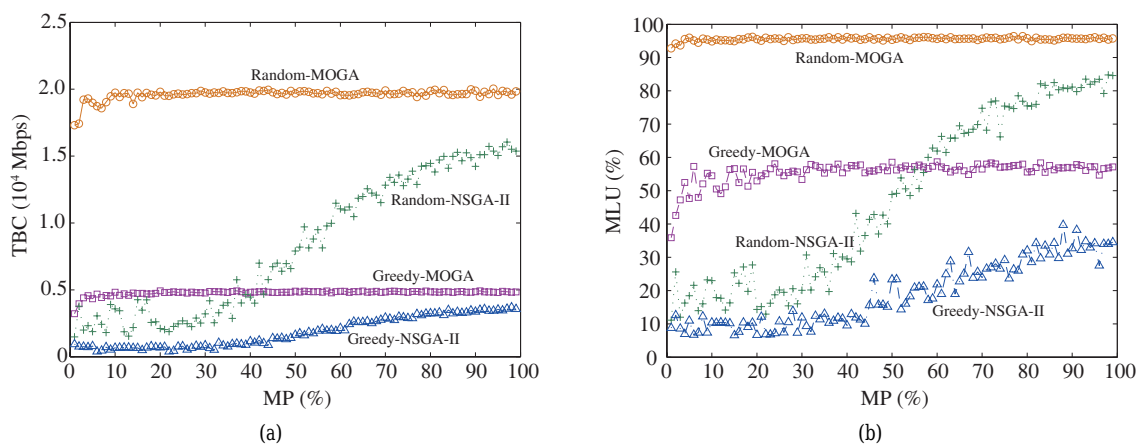 2.5
2.0
1.5
1.0
0.5
0
TBC (10⁴ Mbps)
Random-MOGA
Random-NSGA-II
Greedy-MOGA
Greedy-NSGA-II
0 10 20 30 40 50 60 70 80 90 100
MP (%)
(a)
100
90
80
70
60
50
40
30
20
10
0
MLU (%)
Random-MOGA
Greedy-MOGA
Random-NSGA-II
Greedy-NSGA-II
0 10 20 30 40 50 60 70 80 90 100
MP (%)
(b)